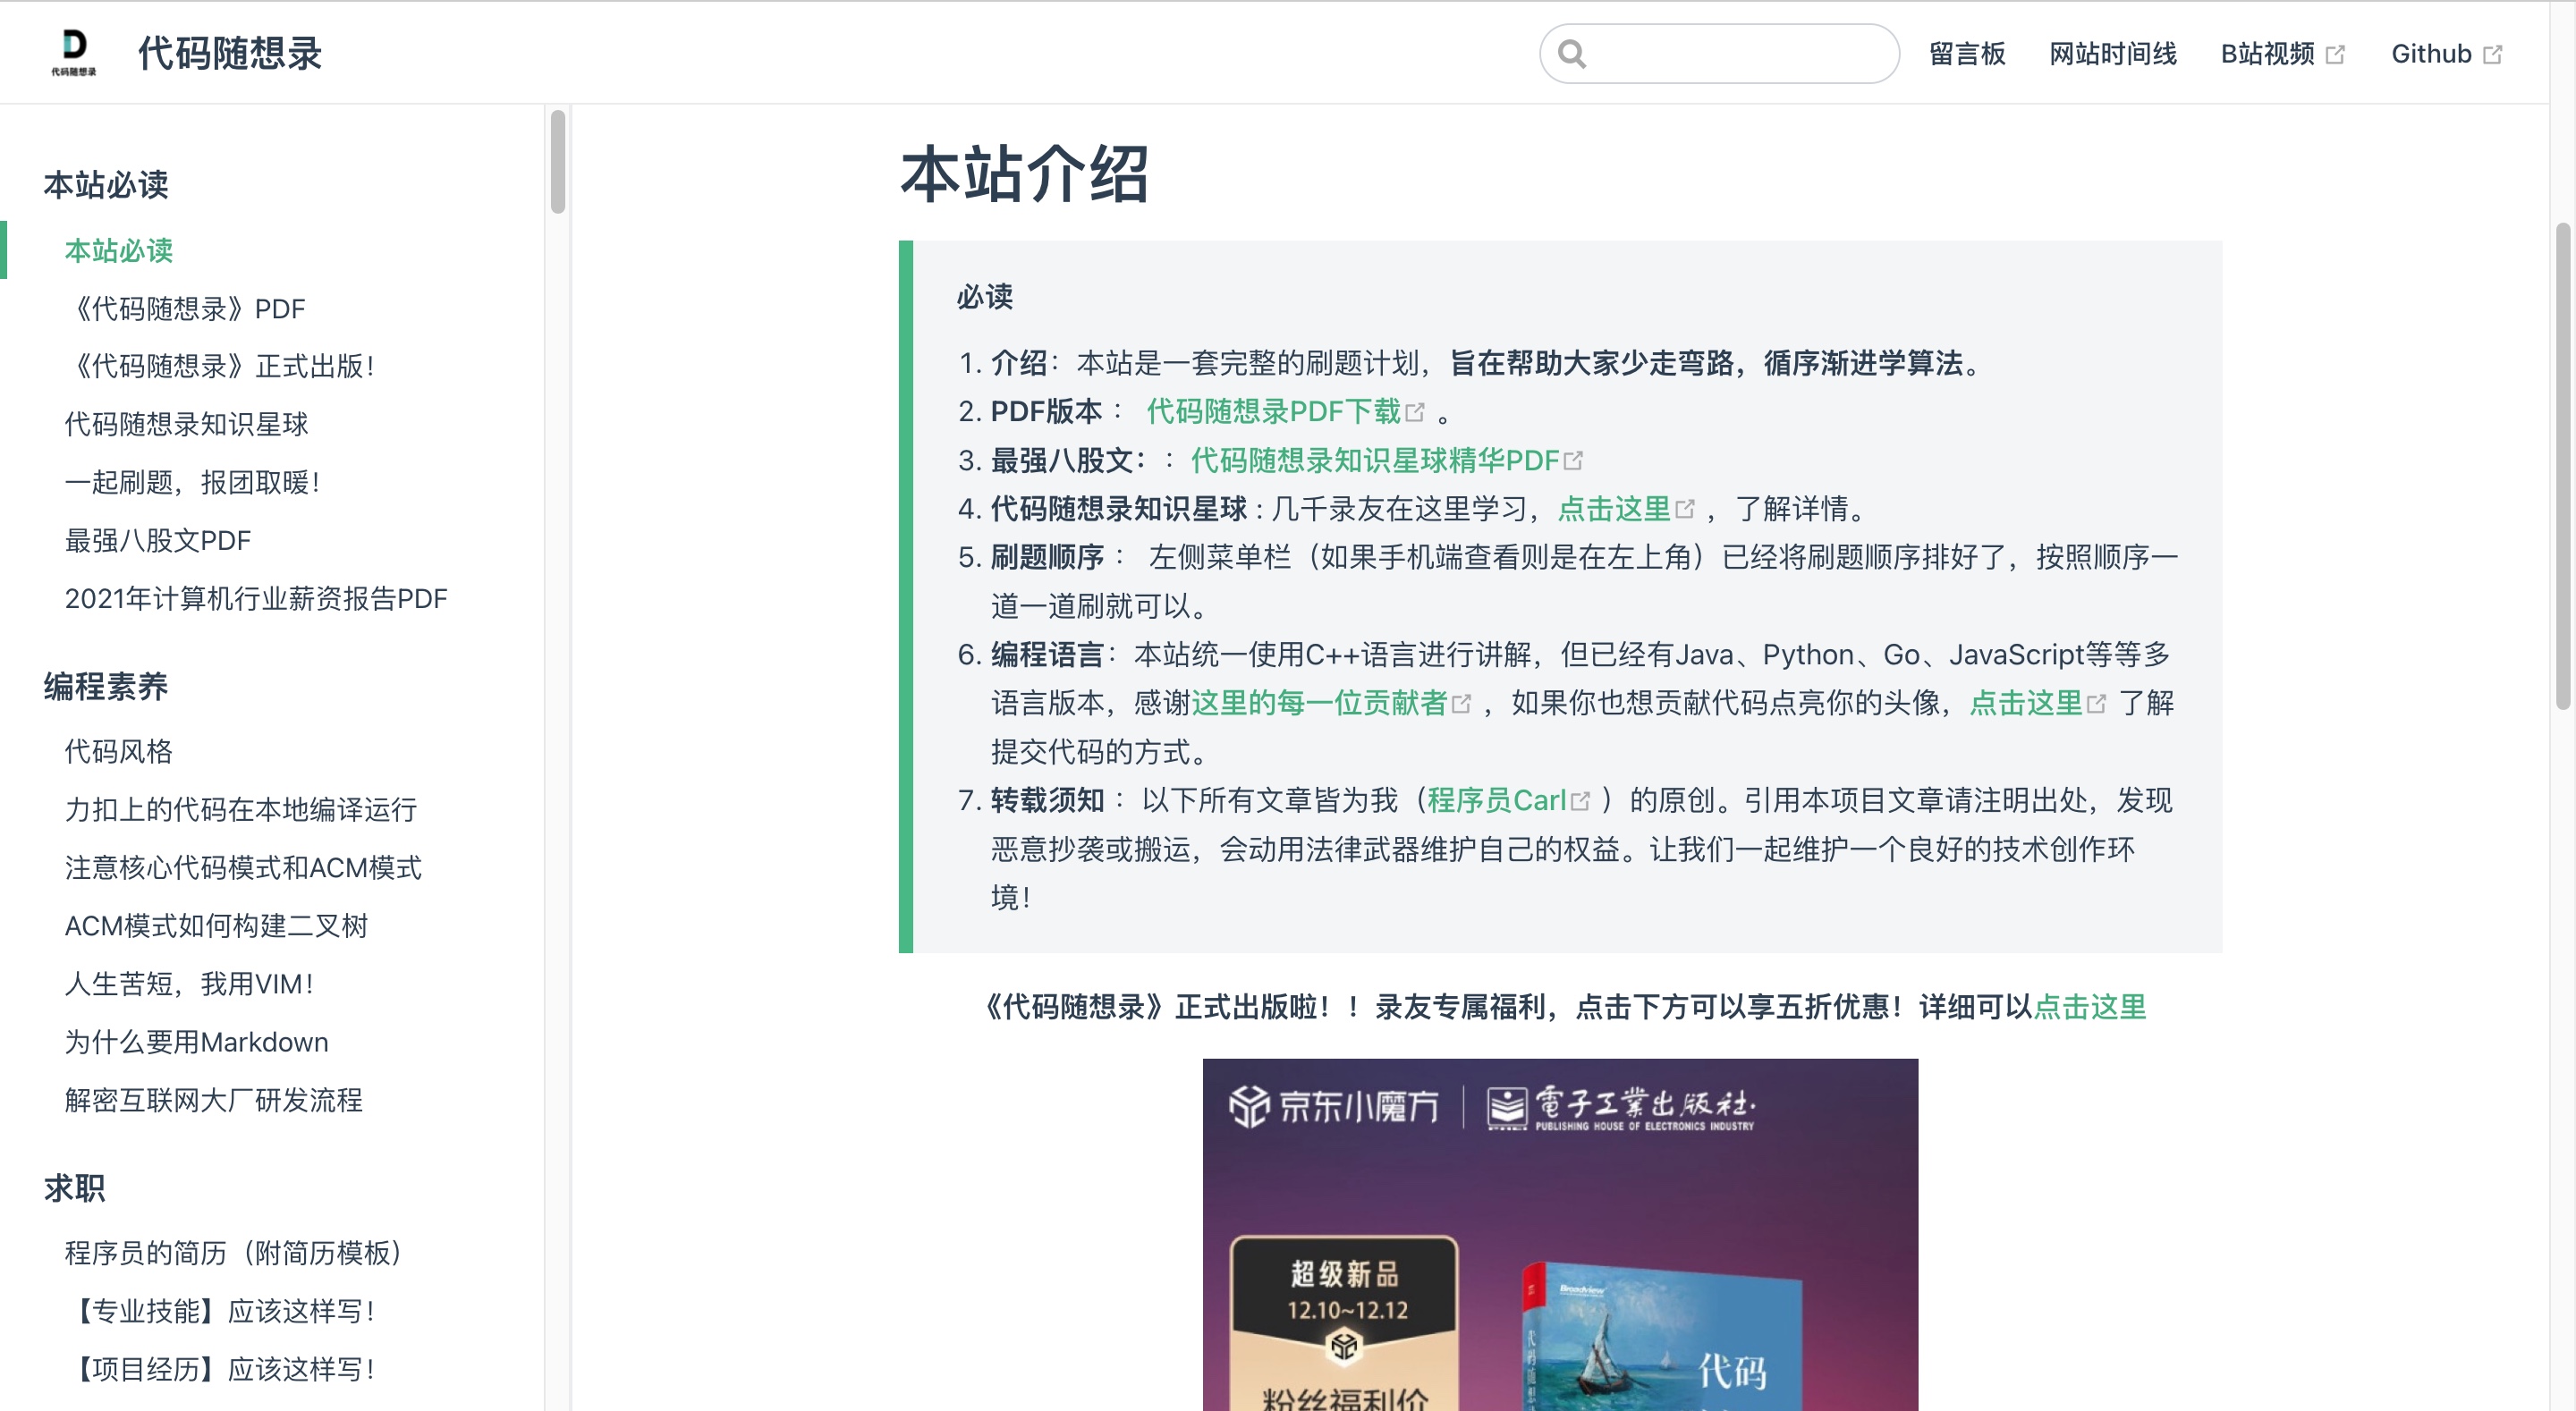 代码随想录
代码随想录
留言板 网站时间线 B站视频 Github
本站必读
本站必读
《代码随想录》PDF
《代码随想录》正式出版！
代码随想录知识星球
一起刷题，报团取暖！
最强八股文PDF
2021年计算机行业薪资报告PDF
编程素养
代码风格
力扣上的代码在本地编译运行
注意核心代码模式和ACM模式
ACM模式如何构建二叉树
人生苦短，我用VIM！
为什么要用Markdown
解密互联网大厂研发流程
求职
程序员的简历（附简历模板）
【专业技能】应该这样写！
【项目经历】应该这样写！
本站介绍
必读
1. 介绍：本站是一套完整的刷题计划，旨在帮助大家少走弯路，循序渐进学算法。
2. PDF版本 ： 代码随想录PDF下载 。
3. 最强八股文：： 代码随想录知识星球精华PDF
4. 代码随想录知识星球 : 几千录友在这里学习，点击这里 ，了解详情。
5. 刷题顺序 ： 左侧菜单栏（如果手机端查看则是在左上角）已经将刷题顺序排好了，按照顺序一
道一道刷就可以。
6. 编程语言：本站统一使用C++语言进行讲解，但已经有Java、Python、Go、JavaScript等等多
语言版本，感谢这里的每一位贡献者 ，如果你也想贡献代码点亮你的头像，点击这里 了解
提交代码的方式。
7. 转载须知 ：以下所有文章皆为我（程序员Carl ）的原创。引用本项目文章请注明出处，发现
恶意抄袭或搬运，会动用法律武器维护自己的权益。让我们一起维护一个良好的技术创作环
境！
《代码随想录》正式出版啦！！录友专属福利，点击下方可以享五折优惠！详细可以点击这里
京东小魔方 電子工業出版社·
PUBLISHING HOUSE OF ELECTRONICS INDUSTRY
超级新品
12.10~12.12
粉丝福利价
Broadview
代码随想
代码